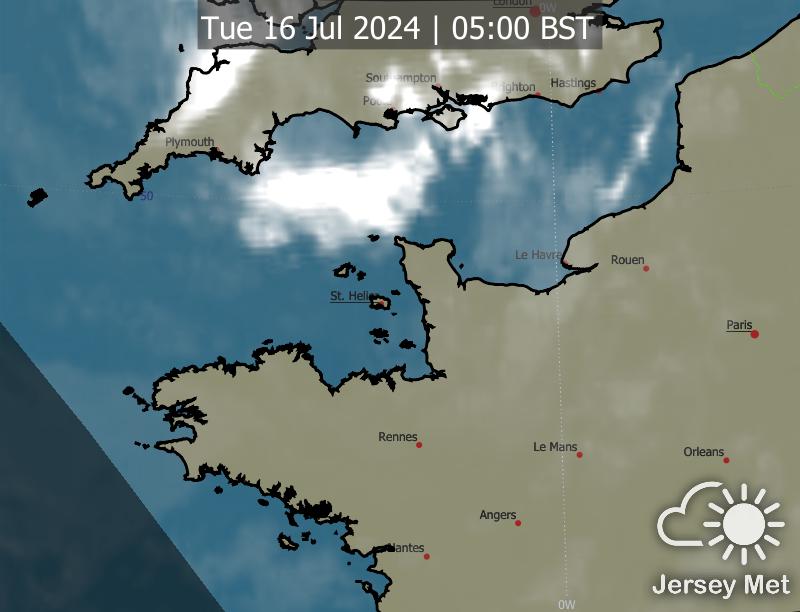 London
0W
Tue 16 Jul 2024 | 05:00 BST
Southampton
Brighton
Hastings
Plymouth
50
Le Havre
Rouen
St. Helier
Paris
Rennes
Le Mans
Orleans
Angers
Nantes
Jersey Met
0W